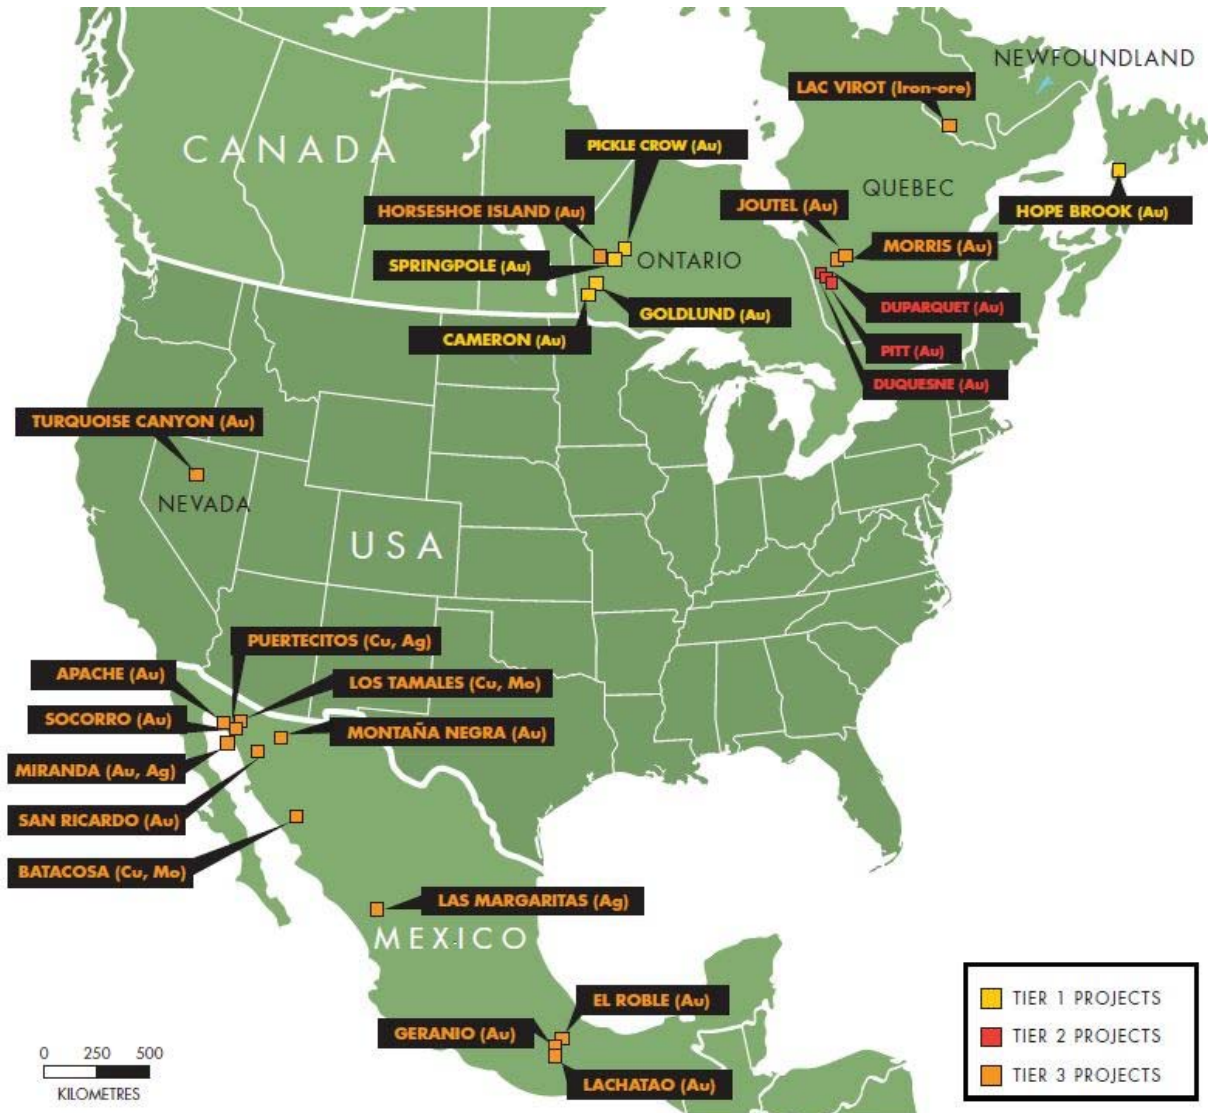 NEWFOUNDLAND
LAC VIROT (Iron-ore)
CANADA
PICKLE CROW (Au)
QUEBEC
HORSESHOE ISLAND (Au)
JOUTEL (Au)
HOPE BROOK (Au)
MORRIS (Au)
SPRINGPOLE (Au)
ONTARIO
DUPARQUET (Au)
GOLDLUND (Au)
CAMERON (Au)
PITT (Au)
DUQUESNE (Au)
TURQUOISE CANYON (Au)
NEVADA
USA
PUERTECITOS (Cu, Ag)
APACHE (Au)
LOS TAMALES (Cu, Mo)
SOCORRO (Au)
MONTAÑA NEGRA (Au)
MIRANDA (Au, Ag)
SAN RICARDO (Au)
BATACOSA (Cu, Mo)
LAS MARGARITAS (Ag)
MEXICO
EL ROBLE (Au)
GERANIO (Au)
LACHATAO (Au)
0 250 500
KILOMETRES
TIER 1 PROJECTS
TIER 2 PROJECTS
TIER 3 PROJECTS